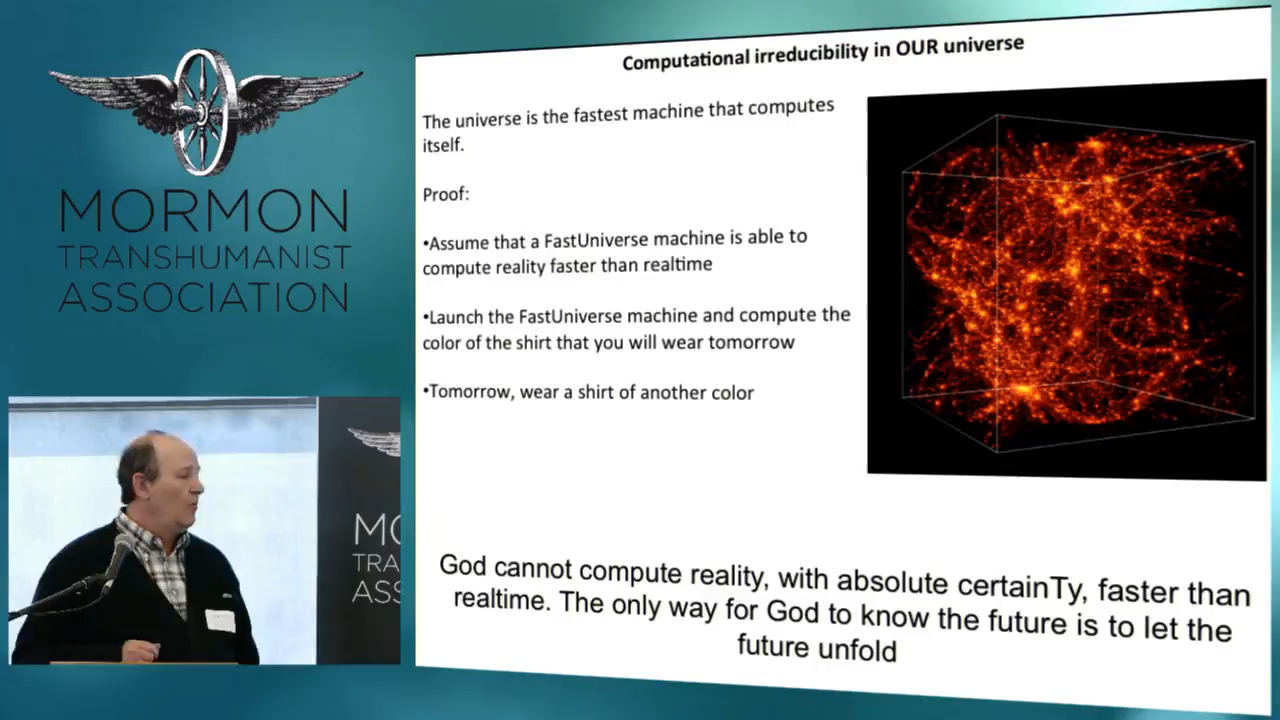 MORMON
TRANSHUMANIST
ASSOCIATION
Computational irreducibility in OUR universe
The universe is the fastest machine that computes
itself.
Proof:
•Assume that a FastUniverse machine is able to
compute reality faster than realtime
•Launch the FastUniverse machine and compute the
color of the shirt that you will wear tomorrow
•Tomorrow, wear a shirt of another color
God cannot compute reality, with absolute certainTy, faster than
realtime. The only way for God to know the future is to let the
future unfold
MO
TRA
ASS